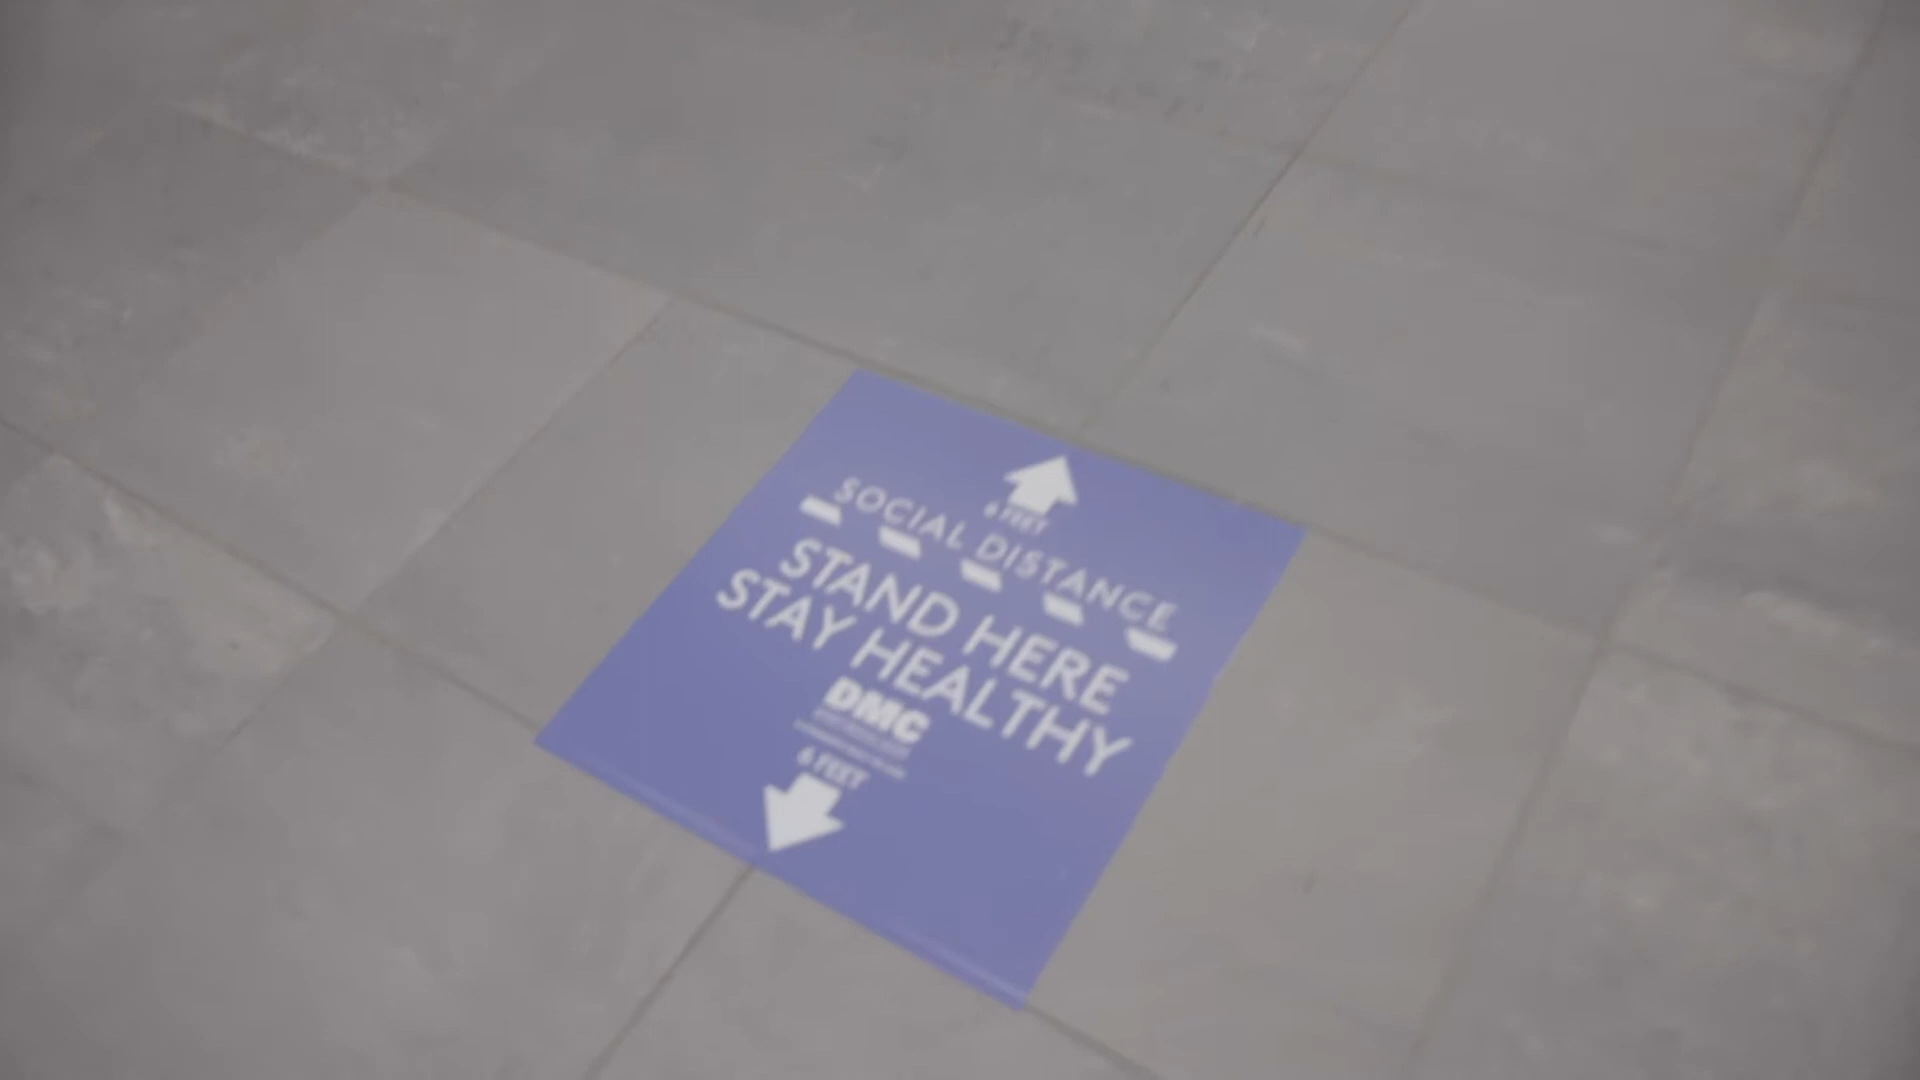 6 FEET
SOCIAL DISTANCE
STAND HERE
STAY HEALTHY
DMC
6 FEET